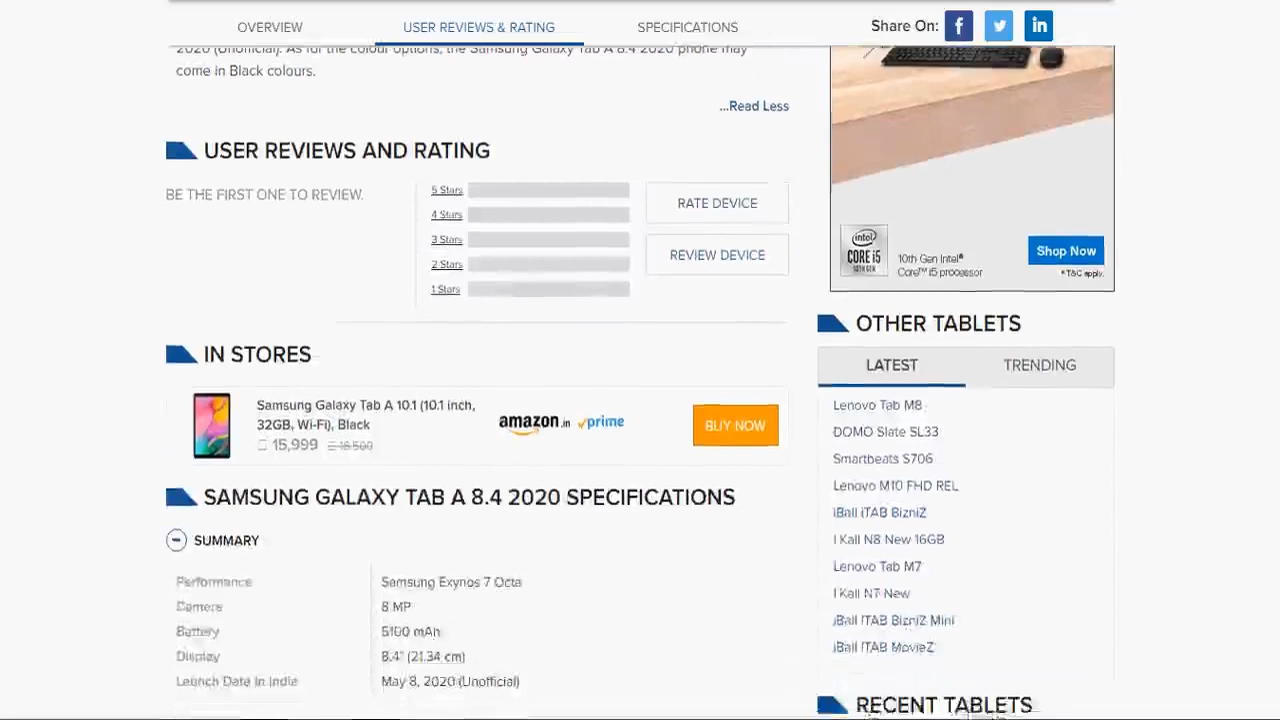 OVERVIEW
USER REVIEWS & RATING
SPECIFICATIONS
Share On:
2020 (Unofficial). As for the colour options, the Samsung Galaxy Tab A 8.4 2020 phone may
come in Black colours.
...Read Less
USER REVIEWS AND RATING
BE THE FIRST ONE TO REVIEW.
5 Stars
4 Stars
3 Stars
2 Stars
1 Stars
RATE DEVICE
REVIEW DEVICE
IN STORES
Samsung Galaxy Tab A 10.1 (10.1 inch,
32GB, Wi-Fi), Black
15,999 18,500
amazon.in prime
BUY NOW
SAMSUNG GALAXY TAB A 8.4 2020 SPECIFICATIONS
SUMMARY
Performance Samsung Exynos 7 Octa
Camera 8 MP
Battery 5100 mAh
Display 8.4" (21.34 cm)
Launch Date In India May 8, 2020 (Unofficial)
intel
CORE i5
10TH GEN
10th Gen Intel®
Core™ i5 processor
Shop Now
*T&C apply.
OTHER TABLETS
LATEST
TRENDING
Lenovo Tab M8
DOMO Slate SL33
Smartbeats S706
Lenovo M10 FHD REL
iBall iTAB BizniZ
I Kall N8 New 16GB
Lenovo Tab M7
I Kall N7 New
iBall iTAB BizniZ Mini
iBall iTAB MovieZ
RECENT TABLETS